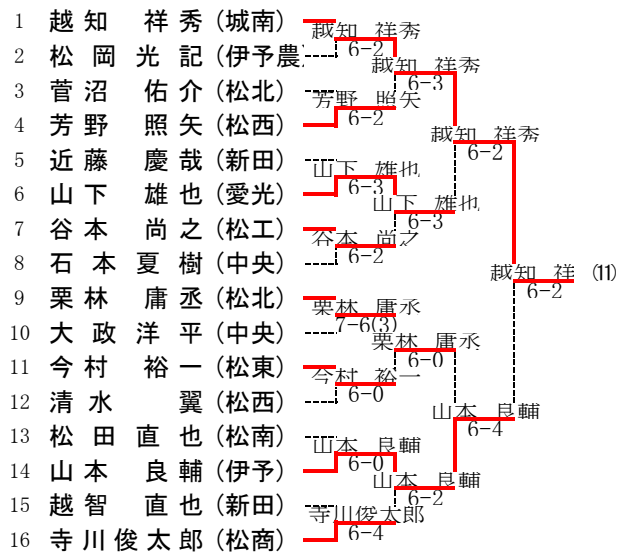 1 越知 祥秀(城南)
2 松岡光記(伊予農)
3 菅沼 佑介(松北)
4 芳野 照矢(松西)
5 近藤 慶哉(新田)
6 山下 雄也(愛光)
7 谷本 尚之(松工)
8 石本夏樹(中央)
9 栗林 庸丞(松北)
10 大政洋平(中央)
11 今村 裕一(松東)
12 清水 翼(松西)
13 松田直也(松南)
14 山本 良輔(伊予)
15 越智 直也(新田)
16 寺川俊太郎(松商)
越知 祥秀
6-2
芳野 照矢
6-2
山下 雄也
6-3
谷本 尚之
6-2
栗林 庸丞
7-6(3)
今村 裕一
6-0
山本 良輔
6-0
寺川俊太郎
6-4
越知 祥秀
6-3
山下 雄也
6-3
栗林 庸丞
6-0
山本 良輔
6-2
越知 祥秀
6-2
山本 良輔
6-4
越知 祥 (11)
6-2